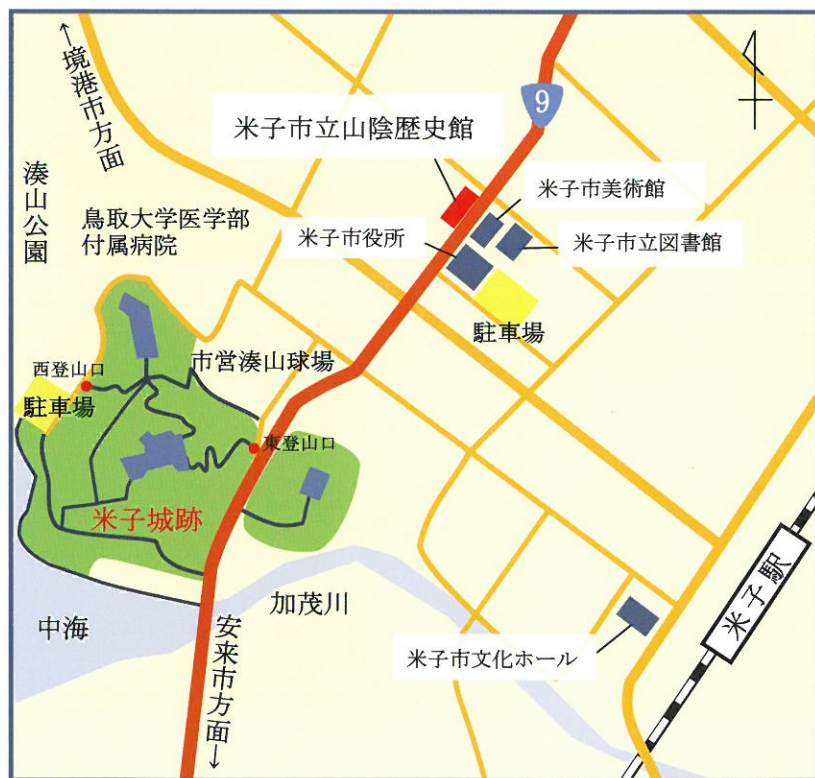 ←境港市方面
9
米子市立山陰歴史館
湊山公園
鳥取大学医学部
付属病院
米子市美術館
米子市役所
米子市立図書館
駐車場
市営湊山球場
西登山口
駐車場
東登山口
米子城跡
中海
加茂川
安来市方面→
米子駅
米子市文化ホール